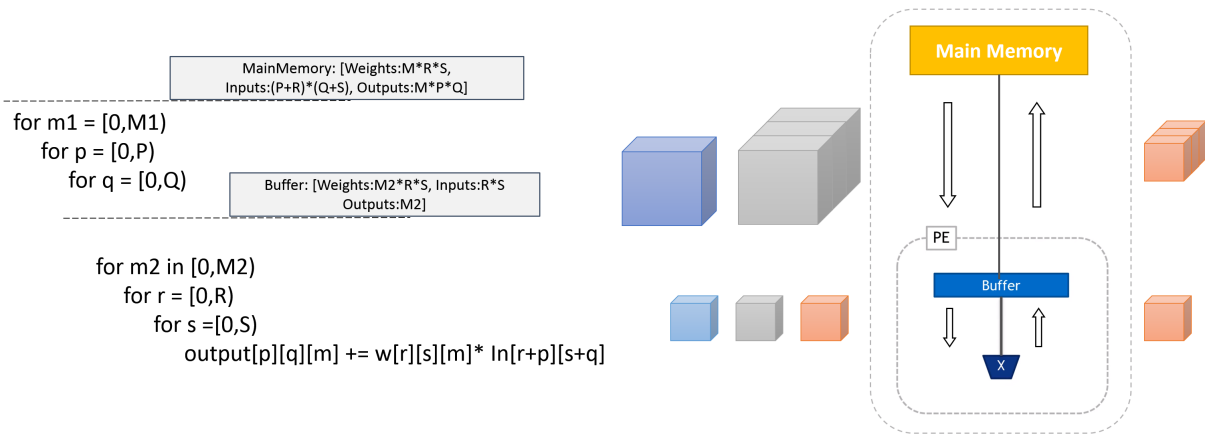 MainMemory: [Weights:M*R*S,
Inputs:(P+R)*(Q+S), Outputs:M*P*Q]
for m1 = [0,M1)
for p = [0,P)
for q = [0,Q)
Buffer: [Weights:M2*R*S, Inputs:R*S
Outputs:M2]
for m2 in [0,M2)
for r = [0,R)
for s =[0,S)
output[p][q][m] += w[r][s][m]* In[r+p][s+q]
Main Memory
PE
Buffer
X